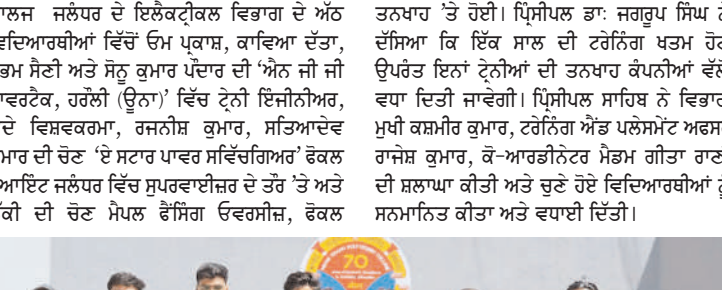 ਾਲਜ ਜਲੰਧਰ ਦੇ ਇਲੈਕਟ੍ਰੀਕਲ ਵਿਭਾਗ ਦੇ ਅੱਠ
ਵਿਦਿਆਰਥੀਆਂ ਵਿੱਚੋਂ ਓਮ ਪ੍ਰਕਾਸ਼, ਕਾਵਿਆ ਦੱਤਾ,
ਭਮ ਸੈਣੀ ਅਤੇ ਸੋਨੂ ਕੁਮਾਰ ਪੰਦਾਰ ਦੀ ‘ਐਨ ਜੀ ਜੀ
ਾਵਰਟੈਕ, ਹਰੌਲੀ (ਊਨਾ)’ ਵਿੱਚ ਟ੍ਰੇਨੀ ਇੰਜੀਨੀਅਰ,
ਦੇ ਵਿਸ਼ਵਕਰਮਾ, ਰਜਨੀਸ਼ ਕੁਮਾਰ, ਸਤਿਆਦੇਵ
ਮਾਰ ਦੀ ਚੋਣ ‘ਏ ਸਟਾਰ ਪਾਵਰ ਸਵਿੱਚਗਿਅਰ’ ਫੋਕਲ
ਆਇੰਟ ਜਲੰਧਰ ਵਿੱਚ ਸੁਪਰਵਾਈਜ਼ਰ ਦੇ ਤੌਰ ’ਤੇ ਅਤੇ
ੱਕੀ ਦੀ ਚੋਣ ਮੈਪਲ ਫੈਂਸਿੰਗ ਓਵਰਸੀਜ਼, ਫੋਕਲ
ਤਨਖਾਹ ’ਤੇ ਹੋਈ। ਪ੍ਰਿੰਸੀਪਲ ਡਾਃ ਜਗਰੂਪ ਸਿੰਘ
ਦੱਸਿਆ ਕਿ ਇੱਕ ਸਾਲ ਦੀ ਟਰੇਨਿੰਗ ਖਤਮ ਹੋਣ
ਉਪਰੰਤ ਇਨਾਂ ਟ੍ਰੇਨੀਆਂ ਦੀ ਤਨਖਾਹ ਕੰਪਨੀਆਂ ਵੱਲੋਂ
ਵਧਾ ਦਿਤੀ ਜਾਵੇਗੀ। ਪ੍ਰਿੰਸੀਪਲ ਸਾਹਿਬ ਨੇ ਵਿਭਾਗ
ਮੁਖੀ ਕਸ਼ਮੀਰ ਕੁਮਾਰ, ਟਰੇਨਿੰਗ ਐਂਡ ਪਲੇਸਮੇਂਟ ਅਫਸਰ
ਰਾਜੇਸ਼ ਕੁਮਾਰ, ਕੋ-ਆਰਡੀਨੇਟਰ ਮੈਡਮ ਗੀਤਾ ਰਾਣੀ
ਦੀ ਸ਼ਲਾਘਾ ਕੀਤੀ ਅਤੇ ਚੁਣੇ ਹੋਏ ਵਿਦਿਆਰਥੀਆਂ ਨੂੰ
ਸਨਮਾਨਿਤ ਕੀਤਾ ਅਤੇ ਵਧਾਈ ਦਿੱਤੀ।
70